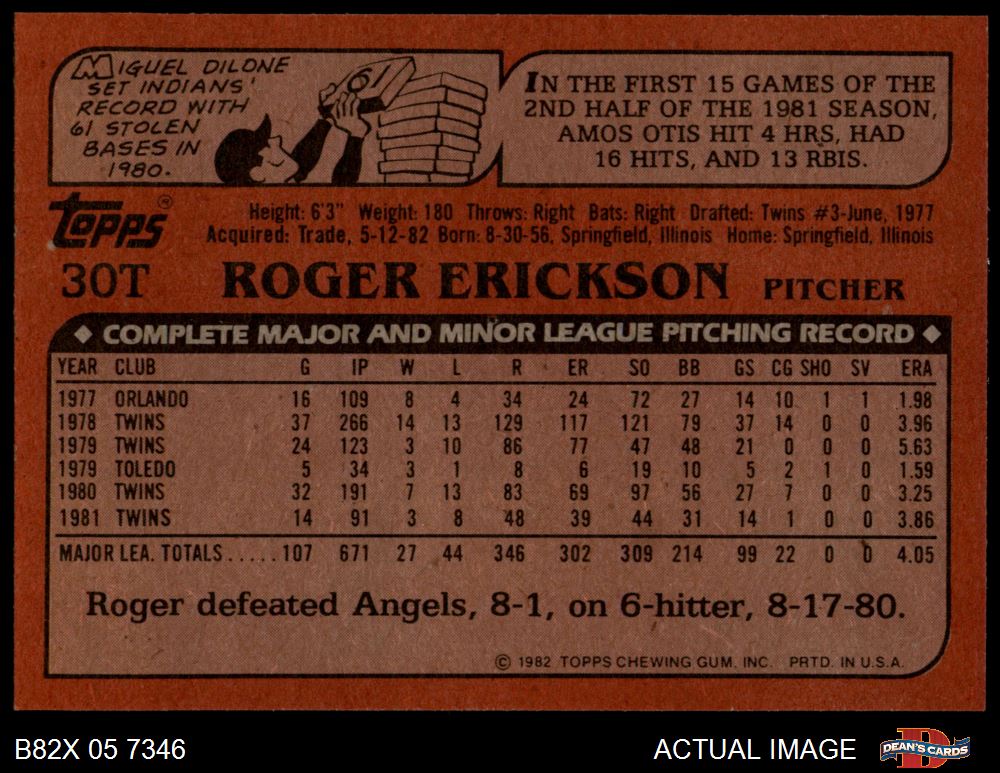 MIGUEL DILONE
SET INDIANS'
RECORD WITH
61 STOLEN
BASES IN
1980.
61
IN THE FIRST 15 GAMES OF THE
2ND HALF OF THE 1981 SEASON,
AMOS OTIS HIT 4 HRS, HAD
16 HITS, AND 13 RBIS.
TOPPS®
Height: 6'3" Weight: 180 Throws: Right Bats: Right Drafted: Twins #3-June, 1977
Acquired: Trade, 5-12-82 Born: 8-30-56, Springfield, Illinois Home: Springfield, Illinois
30T ROGER ERICKSON PITCHER
◆ COMPLETE MAJOR AND MINOR LEAGUE PITCHING RECORD ◆
YEAR CLUB G IP W L R ER SO BB GS CG SHO SV ERA
1977 ORLANDO 16 109 8 4 34 24 72 27 14 10 1 1 1.98
1978 TWINS 37 266 14 13 129 117 121 79 37 14 0 0 3.96
1979 TWINS 24 123 3 10 86 77 47 48 21 0 0 0 5.63
1979 TOLEDO 5 34 3 1 8 6 19 10 5 2 1 0 1.59
1980 TWINS 32 191 7 13 83 69 97 56 27 7 0 0 3.25
1981 TWINS 14 91 3 8 48 39 44 31 14 1 0 0 3.86
MAJOR LEA. TOTALS.....107 671 27 44 346 302 309 214 99 22 0 0 4.05
Roger defeated Angels, 8-1, on 6-hitter, 8-17-80.
© 1982 TOPPS CHEWING GUM. INC. PRTD. IN U.S.A.
B82X 05 7346 ACTUAL IMAGE DEAN'S CARDS